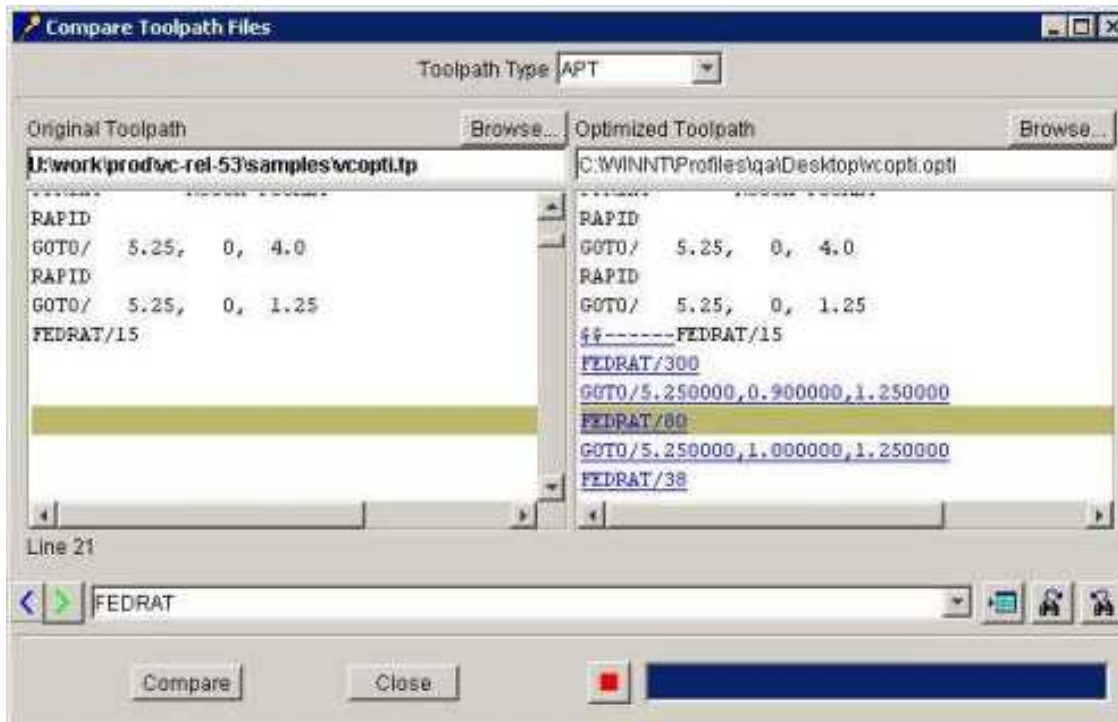 Compare Toolpath Files
Toolpath Type APT
Original Toolpath Browse...
U:\work\prod\vc-rel-53\samples\vcopti.tp
RAPID
GOTO/ 5.25, 0, 4.0
RAPID
GOTO/ 5.25, 0, 1.25
FEDRAT/15
Optimized Toolpath Browse...
C:\WINNT\Profiles\qa\Desktop\vcopti.opti
RAPID
GOTO/ 5.25, 0, 4.0
RAPID
GOTO/ 5.25, 0, 1.25
$$------FEDRAT/15
FEDRAT/300
GOTO/5.250000,0.900000,1.250000
FEDRAT/80
GOTO/5.250000,1.000000,1.250000
FEDRAT/38
Line 21
FEDRAT
Compare Close